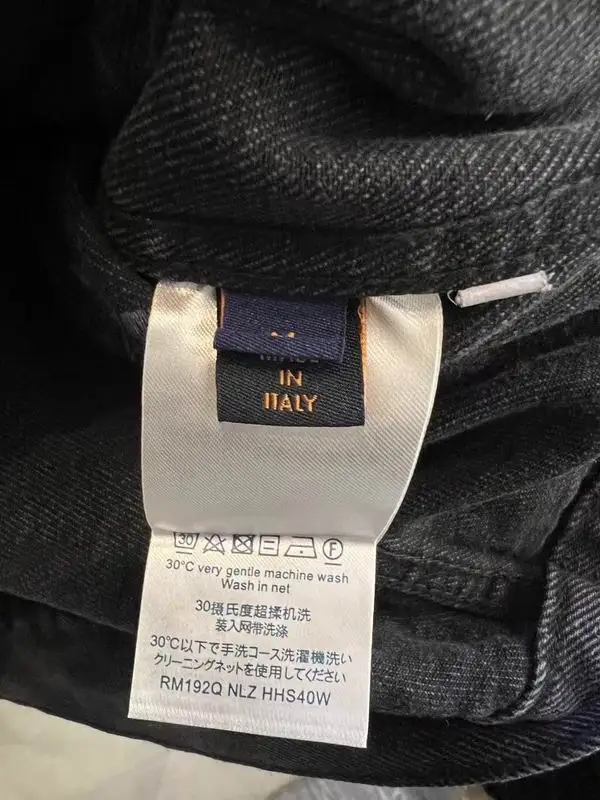 IN
ITALY
30
F
30°C very gentle machine wash
Wash in net
30摄氏度超揉机洗
装入网带洗涤
30℃以下で手洗コース洗濯機洗い
クリーニングネットを使用してください
RM192Q NLZ HHS40W